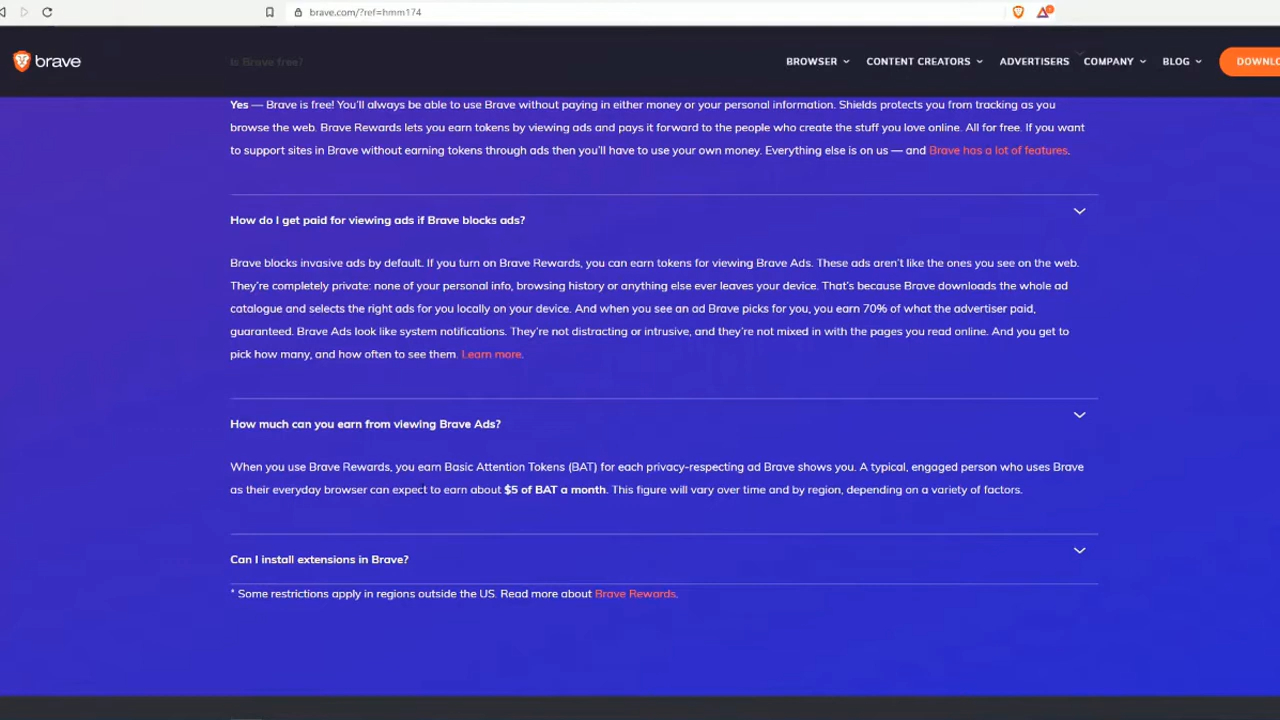 brave.com/?ref=hmm174
brave
BROWSER
CONTENT CREATORS
ADVERTISERS
COMPANY
BLOG
DOWNLO
Is Brave free?
Yes — Brave is free! You'll always be able to use Brave without paying in either money or your personal information. Shields protects you from tracking as you
browse the web. Brave Rewards lets you earn tokens by viewing ads and pays it forward to the people who create the stuff you love online. All for free. If you want
to support sites in Brave without earning tokens through ads then you'll have to use your own money. Everything else is on us — and Brave has a lot of features.
How do I get paid for viewing ads if Brave blocks ads?
Brave blocks invasive ads by default. If you turn on Brave Rewards, you can earn tokens for viewing Brave Ads. These ads aren't like the ones you see on the web.
They're completely private: none of your personal info, browsing history or anything else ever leaves your device. That's because Brave downloads the whole ad
catalogue and selects the right ads for you locally on your device. And when you see an ad Brave picks for you, you earn 70% of what the advertiser paid,
guaranteed. Brave Ads look like system notifications. They're not distracting or intrusive, and they're not mixed in with the pages you read online. And you get to
pick how many, and how often to see them. Learn more.
How much can you earn from viewing Brave Ads?
When you use Brave Rewards, you earn Basic Attention Tokens (BAT) for each privacy-respecting ad Brave shows you. A typical, engaged person who uses Brave
as their everyday browser can expect to earn about $5 of BAT a month. This figure will vary over time and by region, depending on a variety of factors.
Can I install extensions in Brave?
* Some restrictions apply in regions outside the US. Read more about Brave Rewards.